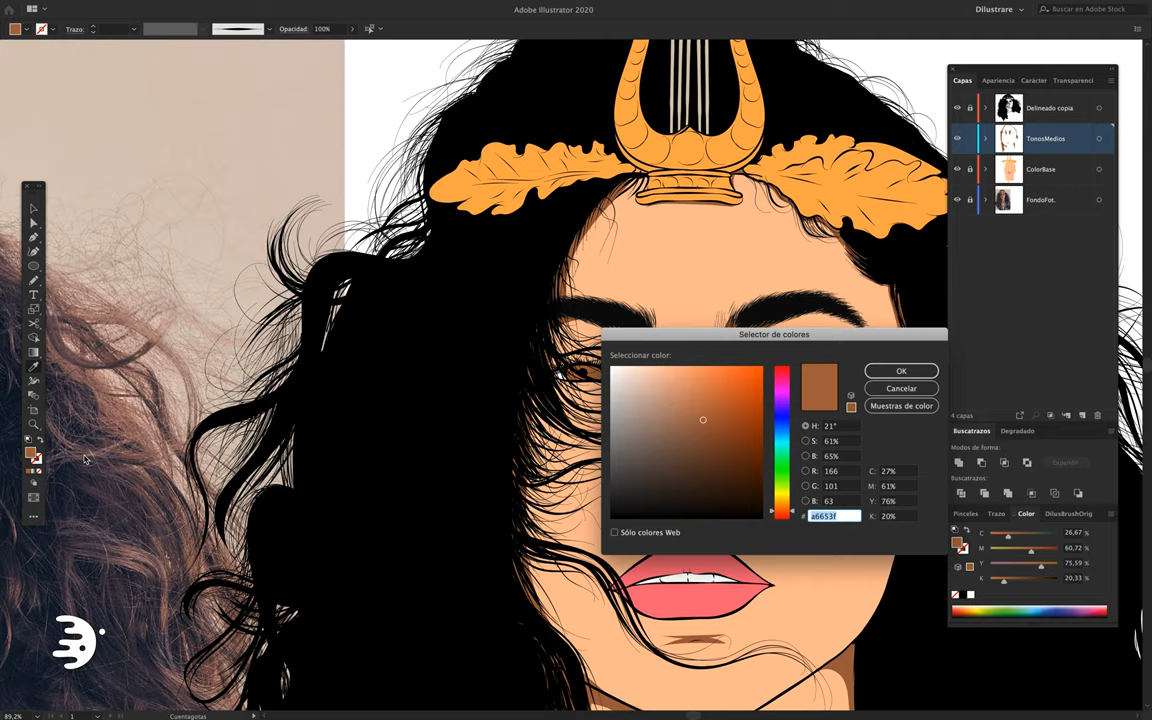 Adobe Illustrator 2020
Dilustrare
Buscar en Adobe Stock
Trazo:
Opacidad: 100%
Capas Apariencia Carácter Transparenci
Delineado copia
TonosMedios
ColorBase
FondoFot.
4 capas
Selector de colores
Seleccionar color:
OK
Cancelar
Muestras de color
H: 21°
S: 61%
B: 65%
R: 166 C: 27%
G: 101 M: 61%
B: 63 Y: 76%
# a6653f K: 20%
Sólo colores Web
Buscatrazos Degradado
Modos de forma:
Expandir
Buscatrazos:
Pinceles Trazo Color DilusBrushOrig
C 26,67 %
M 60,72 %
Y 75,59 %
K 20,33 %
89,2% 1 Cuentagotas